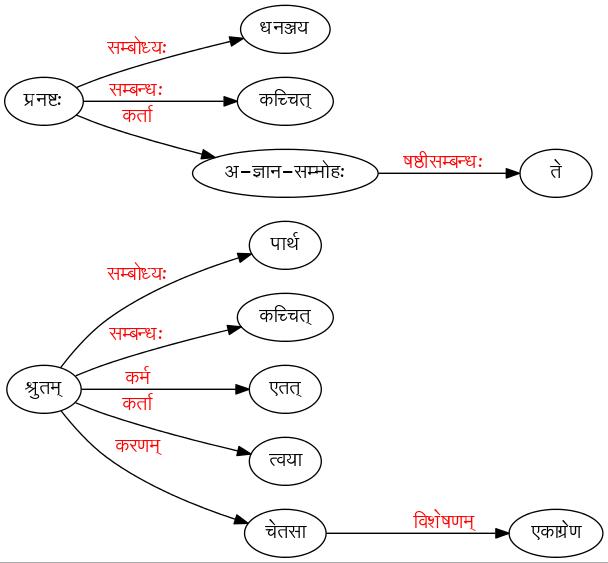 धनञ्जय
सम्बोध्यः
प्रनष्टः
सम्बन्धः
कच्चित्
कर्ता
अ-ज्ञान-सम्मोहः
षष्ठीसम्बन्धः
ते
पार्थ
सम्बोध्यः
कच्चित्
सम्बन्धः
श्रुतम्
कर्म
एतत्
कर्ता
त्वया
करणम्
चेतसा
विशेषणम्
एकाग्रेण